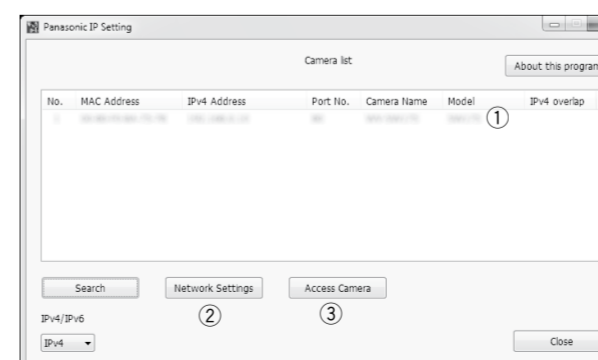 Panasonic IP Setting
Camera list
About this program
No. MAC Address IPv4 Address Port No. Camera Name Model IPv4 overlap
①
Search Network Settings Access Camera
② ③
IPv4/IPv6
IPv4 Close